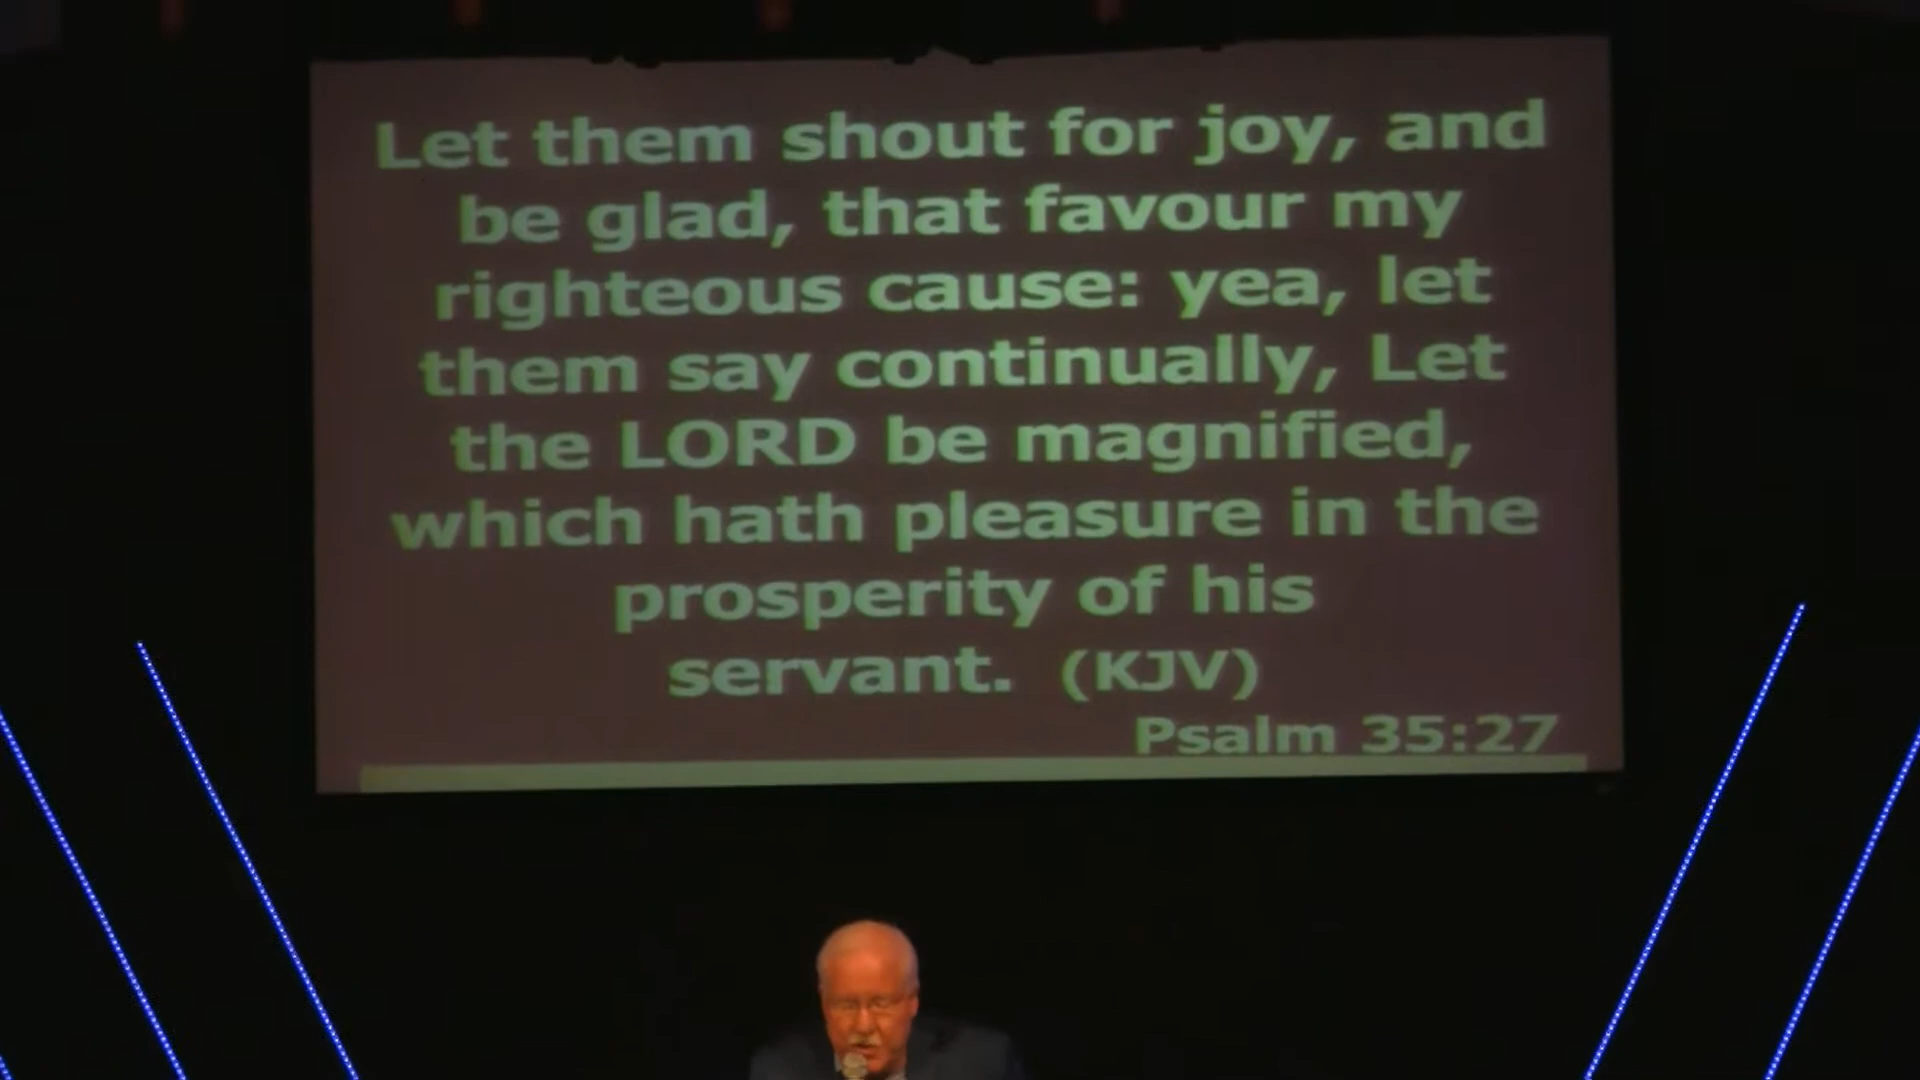 Let them shout for joy, and
be glad, that favour my
righteous cause: yea, let
them say continually, Let
the LORD be magnified,
which hath pleasure in the
prosperity of his
servant. (KJV)
Psalm 35:27